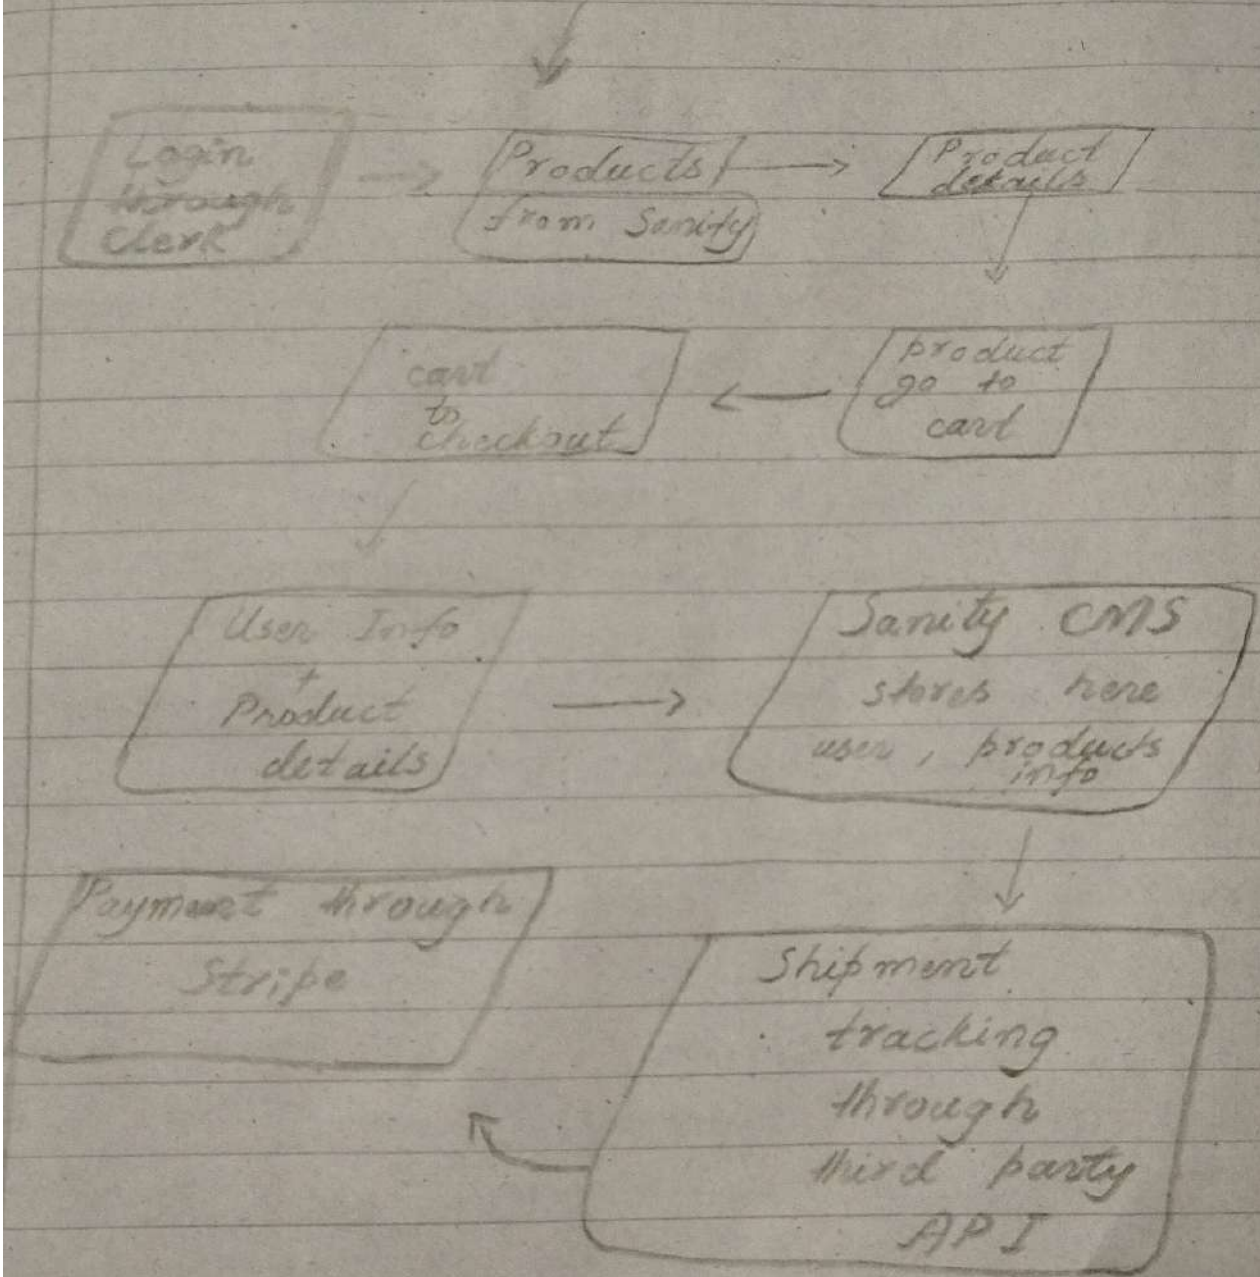 Login
through
clerk
Products
from Sanity
Product
details
product
go to
cart
cart
to
checkout
User Info
+
Product
details
Sanity CMS
stores here
user, products
info
Payment through
Stripe
Shipment
tracking
through
third party
API